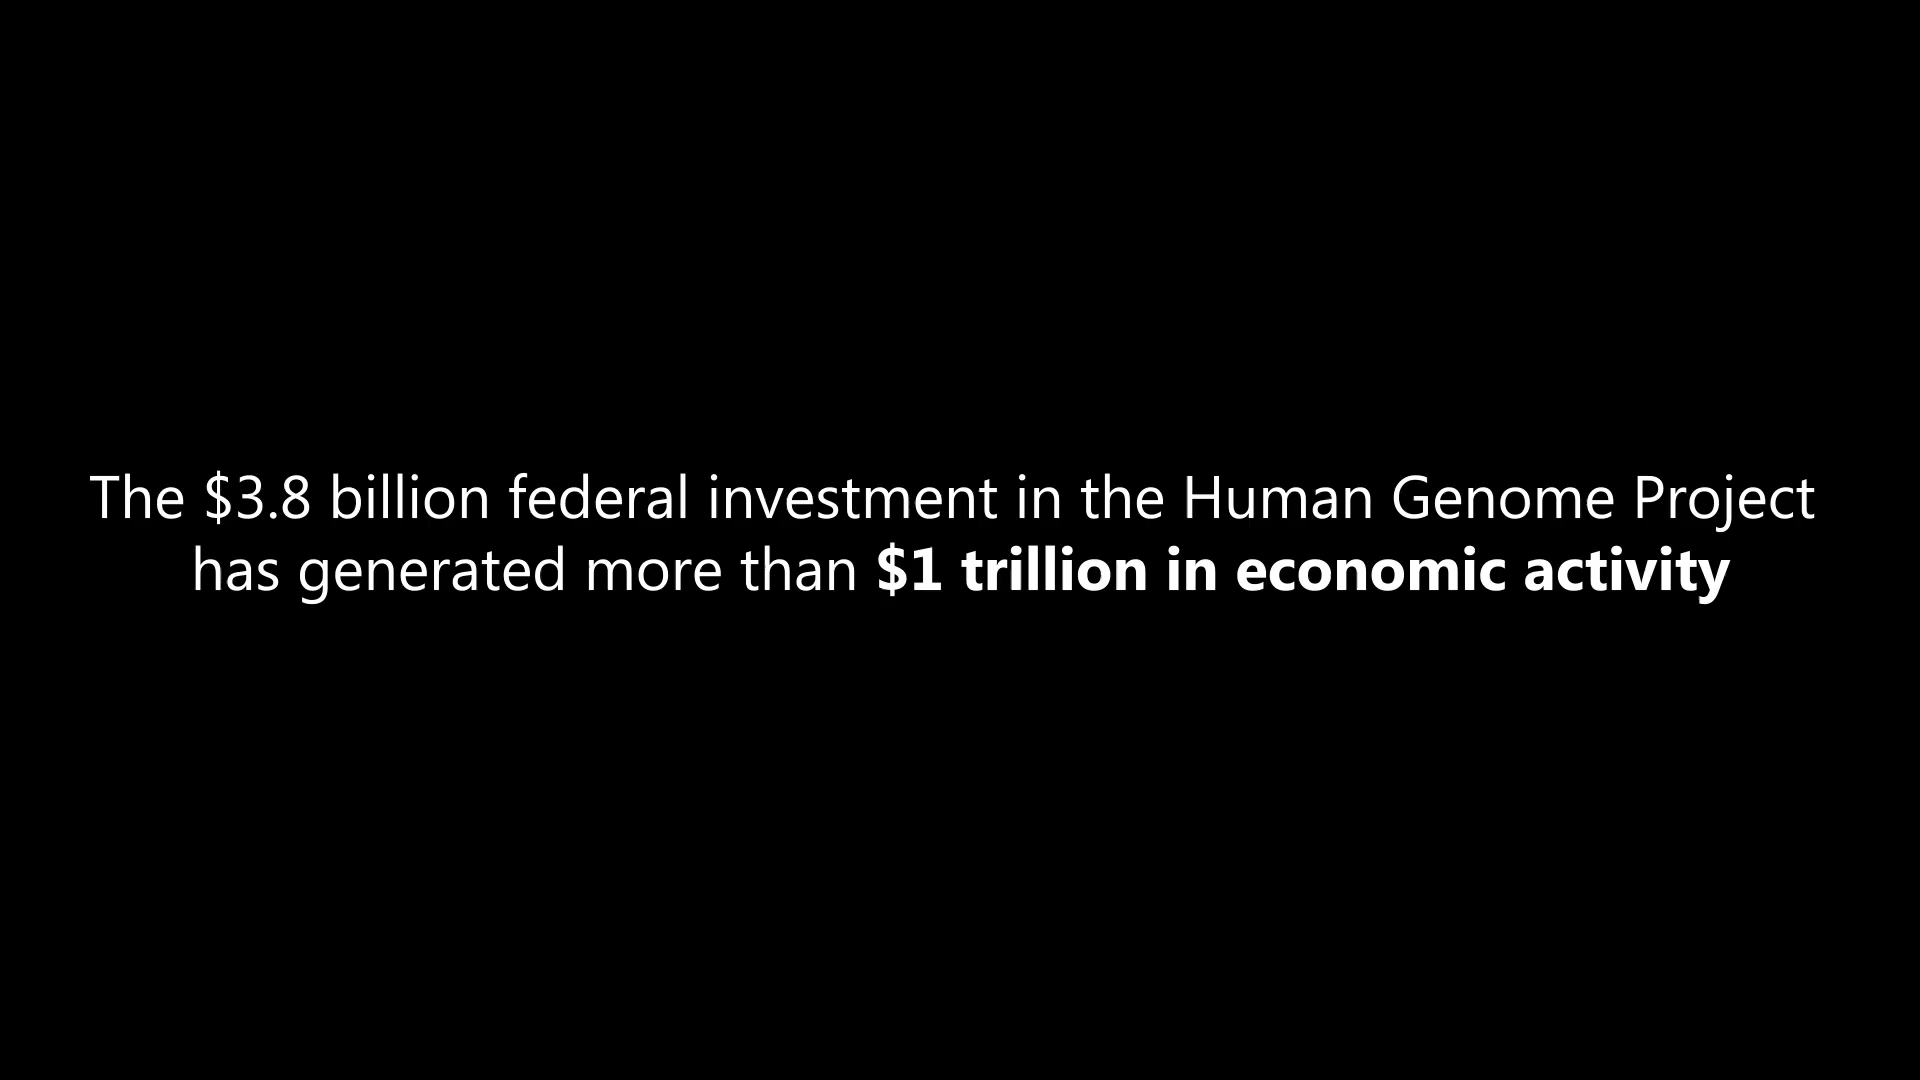 The $3.8 billion federal investment in the Human Genome Project
has generated more than $1 trillion in economic activity